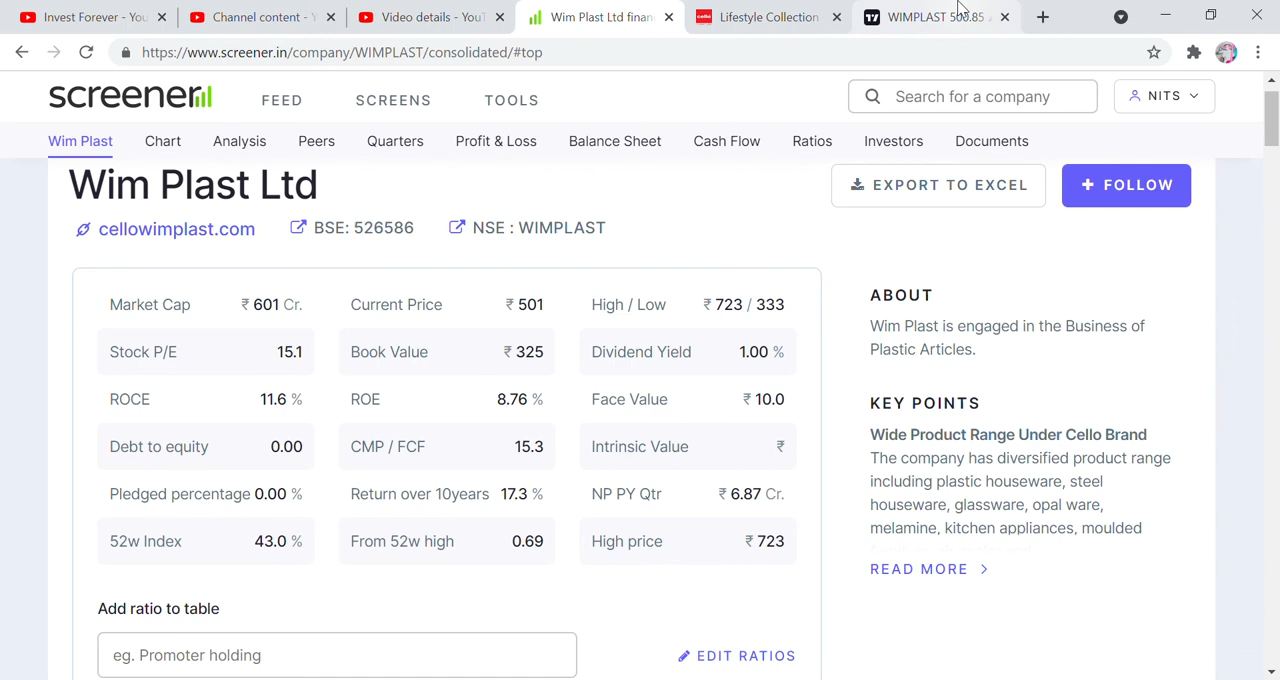 Invest Forever - You
Channel content - Y
Video details - YouT
Wim Plast Ltd finan
Lifestyle Collection
WIMPLAST
https://www.screener.in/company/WIMPLAST/consolidated/#top
screener
FEED
SCREENS
TOOLS
Search for a company
NITS
Wim Plast
Chart
Analysis
Peers
Quarters
Profit & Loss
Balance Sheet
Cash Flow
Ratios
Investors
Documents
Wim Plast Ltd
EXPORT TO EXCEL
+ FOLLOW
cellowimplast.com
BSE: 526586
NSE : WIMPLAST
Market Cap ₹ 601 Cr.
Current Price ₹ 501
High / Low ₹ 723 / 333
Stock P/E 15.1
Book Value ₹ 325
Dividend Yield 1.00 %
ROCE 11.6 %
ROE 8.76 %
Face Value ₹ 10.0
Debt to equity 0.00
CMP / FCF 15.3
Intrinsic Value ₹
Pledged percentage 0.00 %
Return over 10years 17.3 %
NP PY Qtr ₹ 6.87 Cr.
52w Index 43.0 %
From 52w high 0.69
High price ₹ 723
Add ratio to table
eg. Promoter holding
EDIT RATIOS
ABOUT
Wim Plast is engaged in the Business of
Plastic Articles.
KEY POINTS
Wide Product Range Under Cello Brand
The company has diversified product range
including plastic houseware, steel
houseware, glassware, opal ware,
melamine, kitchen appliances, moulded
READ MORE